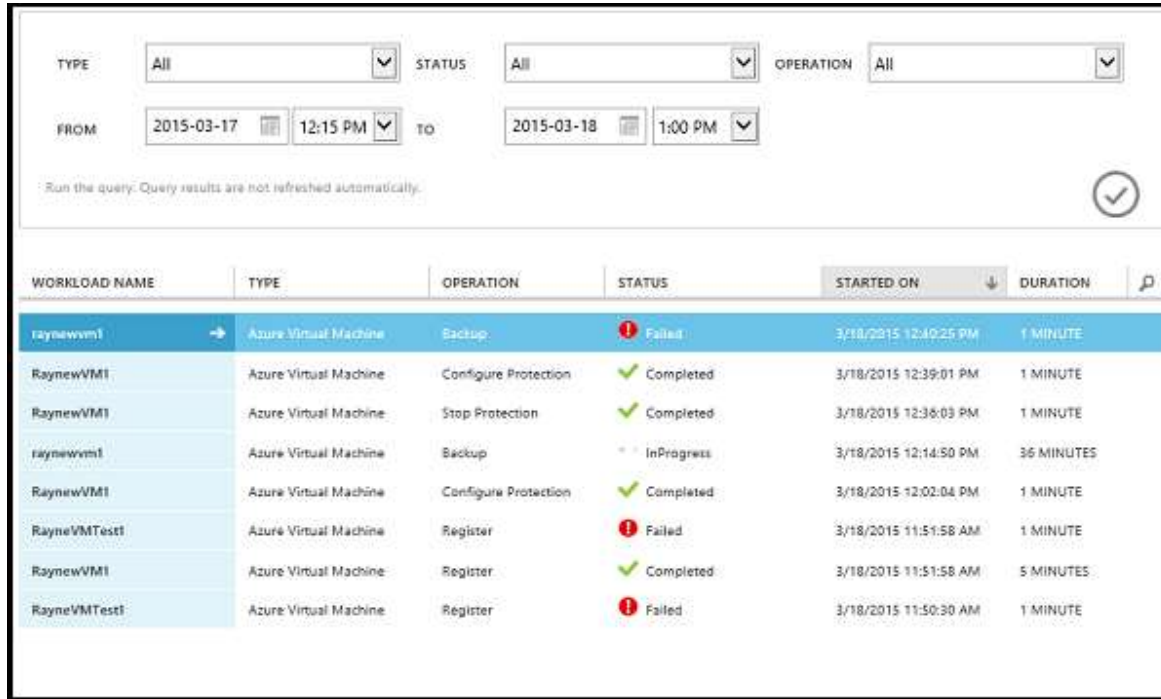 TYPE All STATUS All OPERATION All
FROM 2015-03-17 12:15 PM TO 2015-03-18 1:00 PM
Run the query. Query results are not refreshed automatically.
WORKLOAD NAME TYPE OPERATION STATUS STARTED ON DURATION
raynewvm1 Azure Virtual Machine Backup Failed 3/18/2015 12:40:25 PM 1 MINUTE
RaynewVM1 Azure Virtual Machine Configure Protection Completed 3/18/2015 12:39:01 PM 1 MINUTE
RaynewVM1 Azure Virtual Machine Stop Protection Completed 3/18/2015 12:36:03 PM 1 MINUTE
raynewvm1 Azure Virtual Machine Backup InProgress 3/18/2015 12:14:50 PM 36 MINUTES
RaynewVM1 Azure Virtual Machine Configure Protection Completed 3/18/2015 12:02:04 PM 1 MINUTE
RayneVMTest1 Azure Virtual Machine Register Failed 3/18/2015 11:51:58 AM 1 MINUTE
RaynewVM1 Azure Virtual Machine Register Completed 3/18/2015 11:51:58 AM 5 MINUTES
RayneVMTest1 Azure Virtual Machine Register Failed 3/18/2015 11:50:30 AM 1 MINUTE